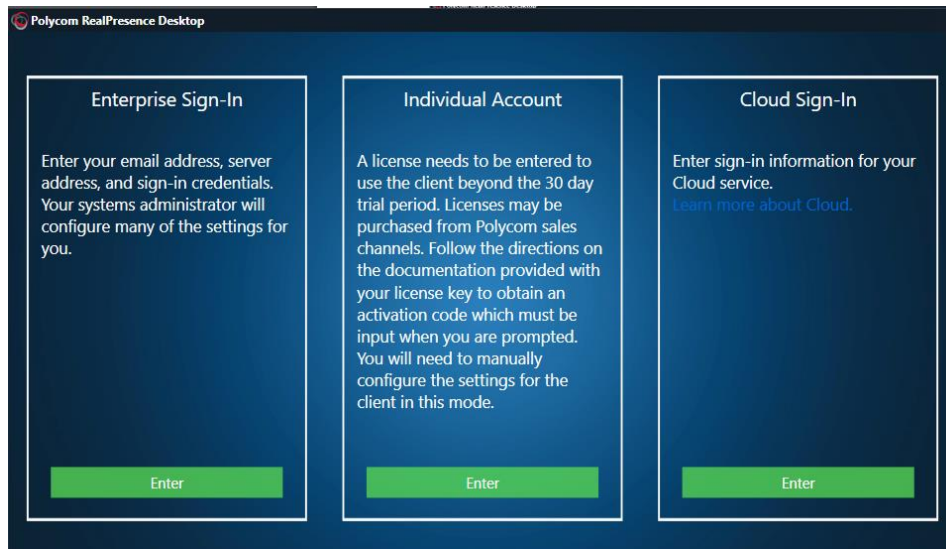 Polycom RealPresence Desktop
Enterprise Sign-In
Enter your email address, server
address, and sign-in credentials.
Your systems administrator will
configure many of the settings for
you.
Enter
Individual Account
A license needs to be entered to
use the client beyond the 30 day
trial period. Licenses may be
purchased from Polycom sales
channels. Follow the directions on
the documentation provided with
your license key to obtain an
activation code which must be
input when you are prompted.
You will need to manually
configure the settings for the
client in this mode.
Enter
Cloud Sign-In
Enter sign-in information for your
Cloud service.
Learn more about Cloud.
Enter